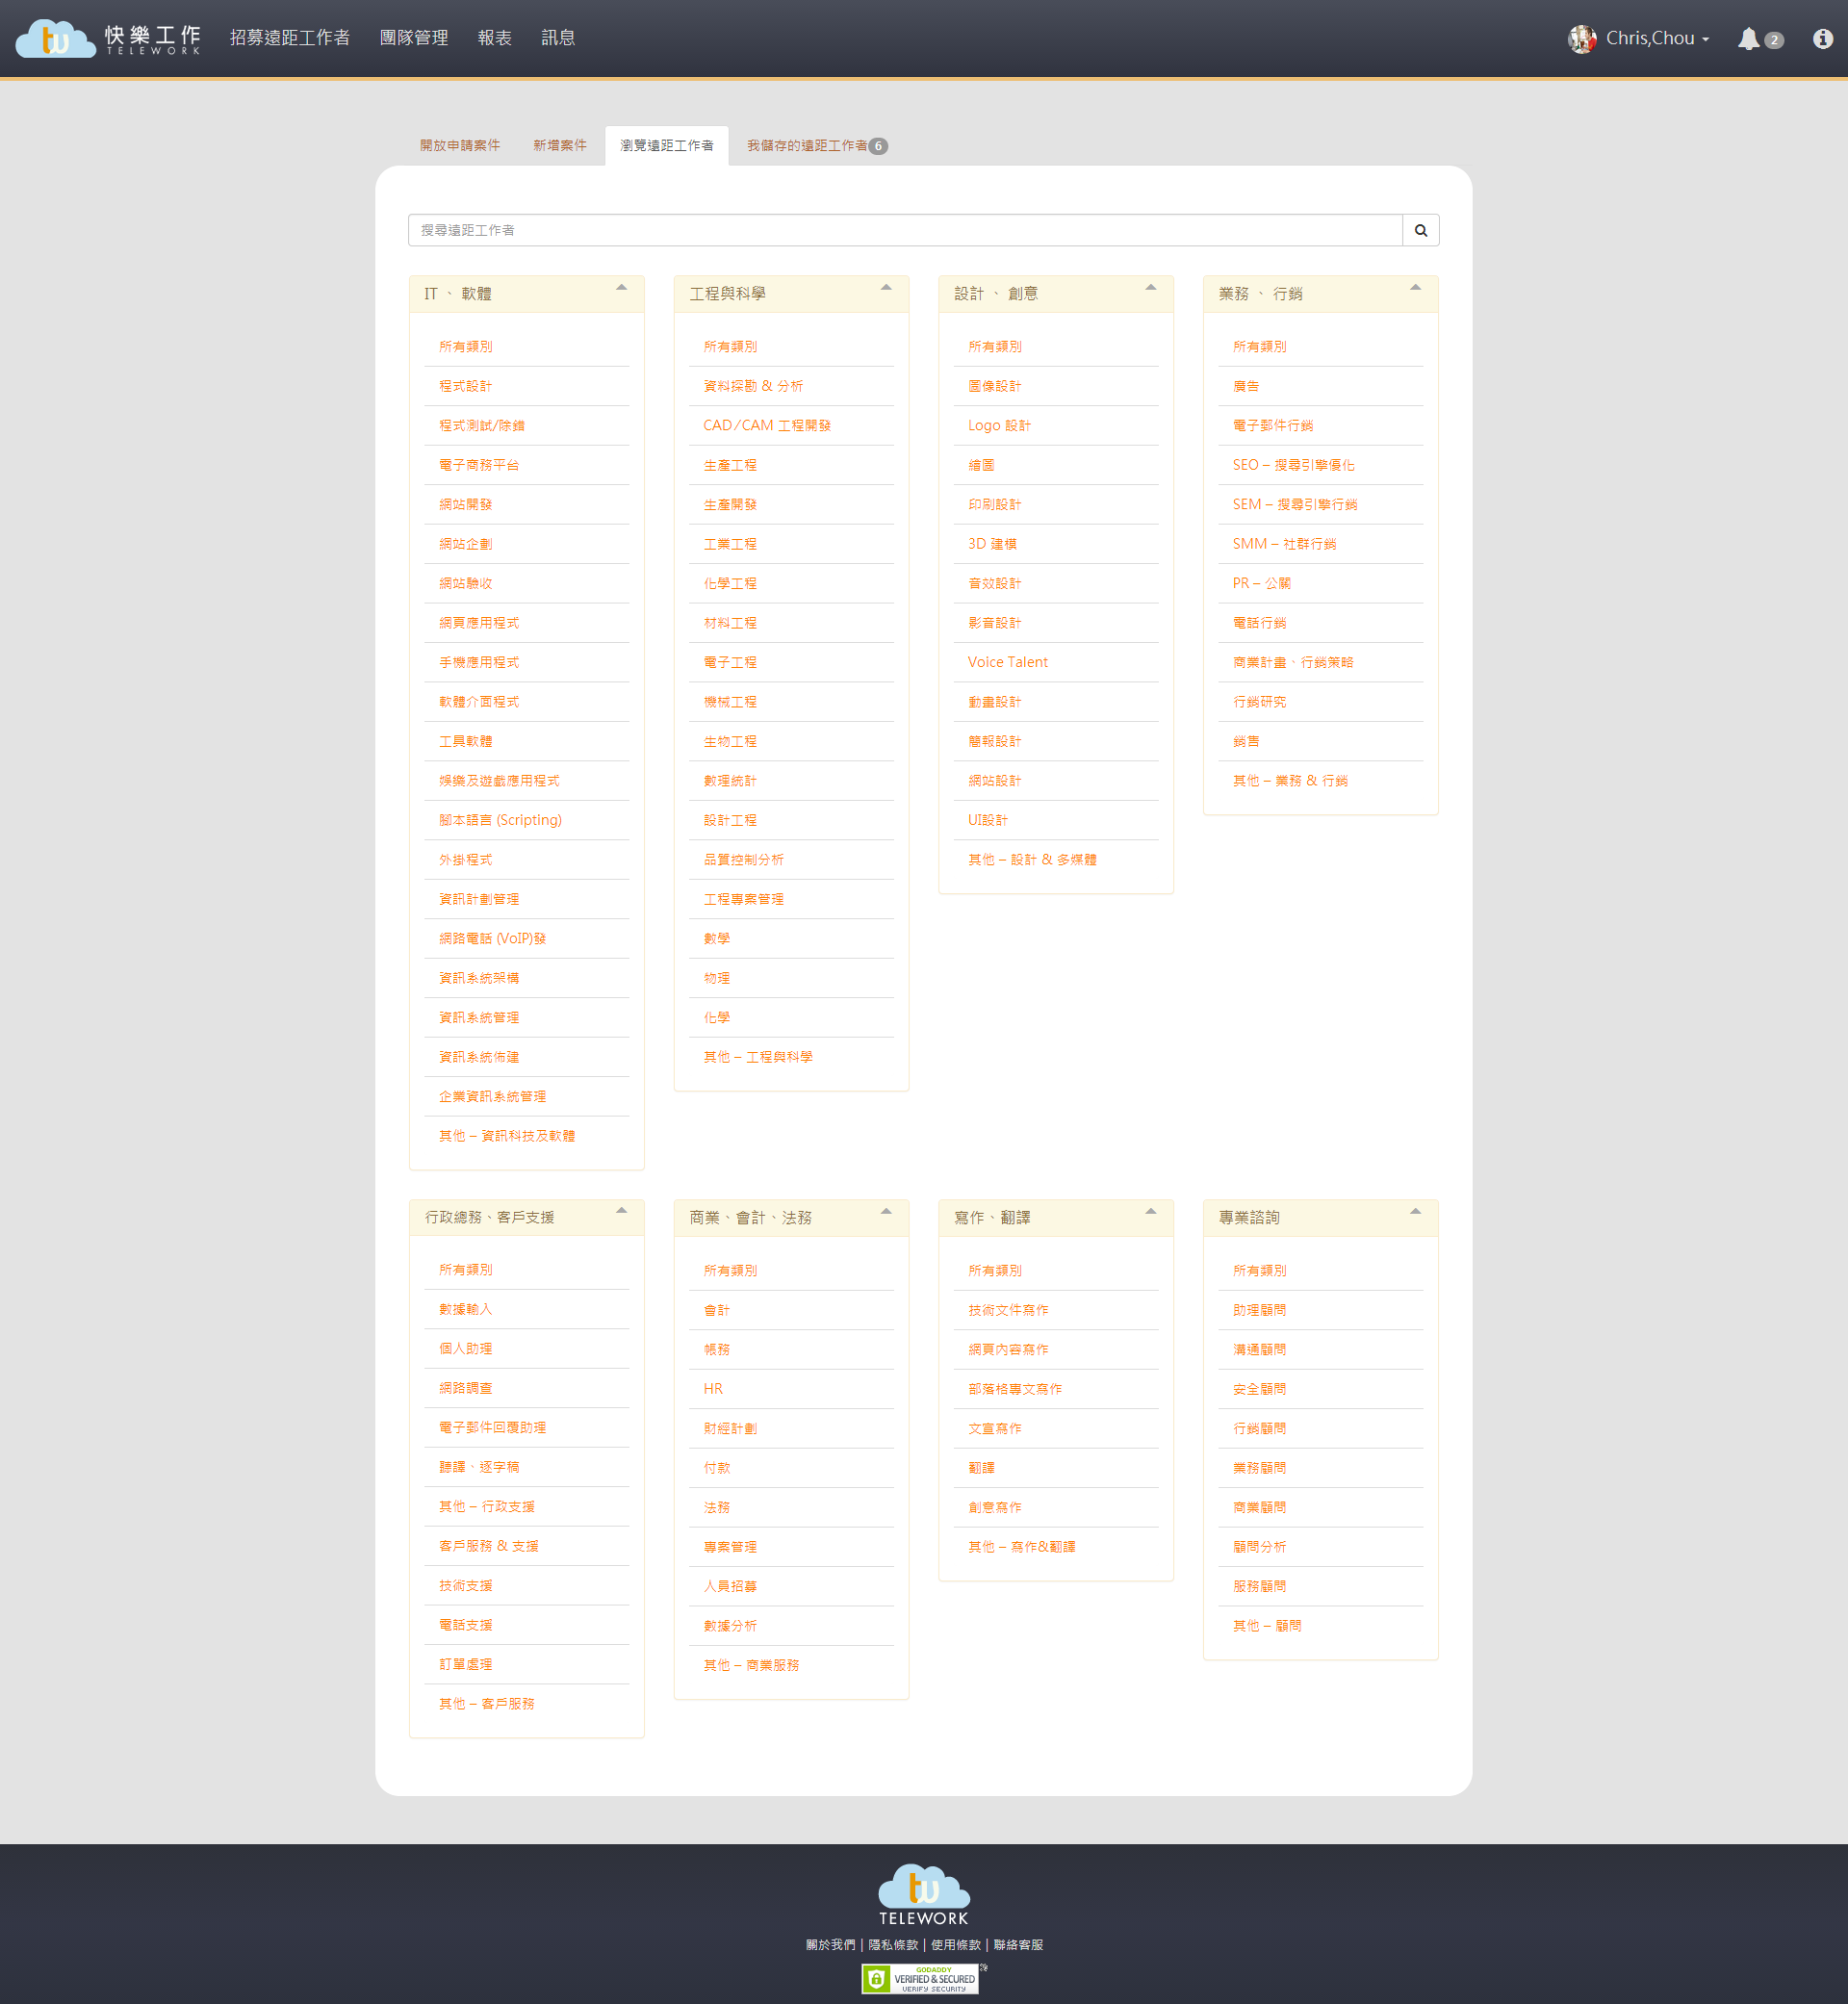 tw 快樂工作 TELEWORK
招募遠距工作者 團隊管理 報表 訊息
Chris,Chou 2
開放申請案件 新增案件 瀏覽遠距工作者 我儲存的遠距工作者 6
搜尋遠距工作者
IT 、 軟體
所有類別
程式設計
程式測試/除錯
電子商務平台
網站開發
網站企劃
網站驗收
網頁應用程式
手機應用程式
軟體介面程式
工具軟體
娛樂及遊戲應用程式
腳本語言 (Scripting)
外掛程式
資訊計劃管理
網路電話 (VoIP)發
資訊系統架構
資訊系統管理
資訊系統佈建
企業資訊系統管理
其他 – 資訊科技及軟體
工程與科學
所有類別
資料探勘 & 分析
CAD/CAM 工程開發
生產工程
生產開發
工業工程
化學工程
材料工程
電子工程
機械工程
生物工程
數理統計
設計工程
品質控制分析
工程專案管理
數學
物理
化學
其他 – 工程與科學
設計 、 創意
所有類別
圖像設計
Logo 設計
繪圖
印刷設計
3D 建模
音效設計
影音設計
Voice Talent
動畫設計
簡報設計
網站設計
UI設計
其他 – 設計 & 多媒體
業務 、 行銷
所有類別
廣告
電子郵件行銷
SEO – 搜尋引擎優化
SEM – 搜尋引擎行銷
SMM – 社群行銷
PR – 公關
電話行銷
商業計畫、行銷策略
行銷研究
銷售
其他 – 業務 & 行銷
行政總務、客戶支援
所有類別
數據輸入
個人助理
網路調查
電子郵件回覆助理
聽譯、逐字稿
其他 – 行政支援
客戶服務 & 支援
技術支援
電話支援
訂單處理
其他 – 客戶服務
商業、會計、法務
所有類別
會計
帳務
HR
財經計劃
付款
法務
專案管理
人員招募
數據分析
其他 – 商業服務
寫作、翻譯
所有類別
技術文件寫作
網頁內容寫作
部落格專文寫作
文宣寫作
翻譯
創意寫作
其他 – 寫作&翻譯
專業諮詢
所有類別
助理顧問
溝通顧問
安全顧問
行銷顧問
業務顧問
商業顧問
顧問分析
服務顧問
其他 – 顧問
tw
TELEWORK
關於我們 | 隱私條款 | 使用條款 | 聯絡客服
GODADDY
VERIFIED & SECURED
VERIFY SECURITY